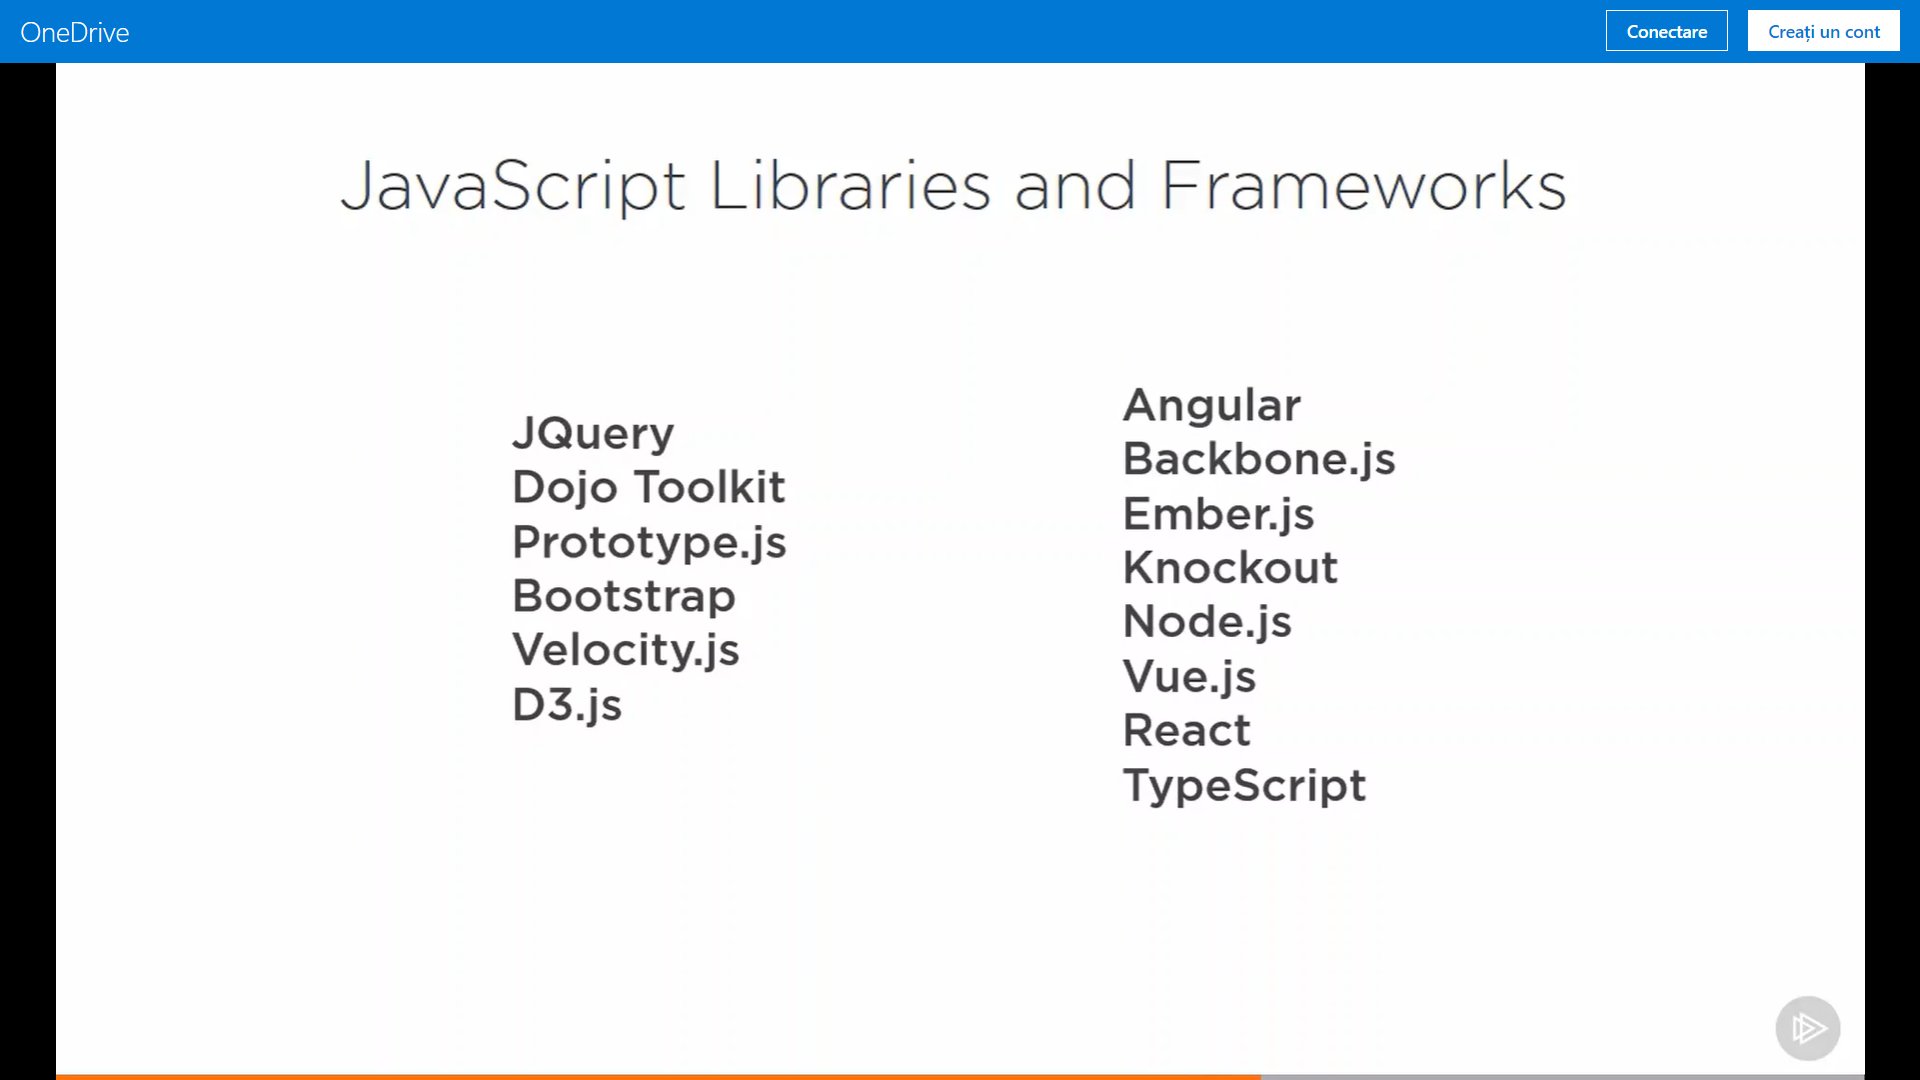 OneDrive
Conectare
Creați un cont
JavaScript Libraries and Frameworks
JQuery
Dojo Toolkit
Prototype.js
Bootstrap
Velocity.js
D3.js
Angular
Backbone.js
Ember.js
Knockout
Node.js
Vue.js
React
TypeScript